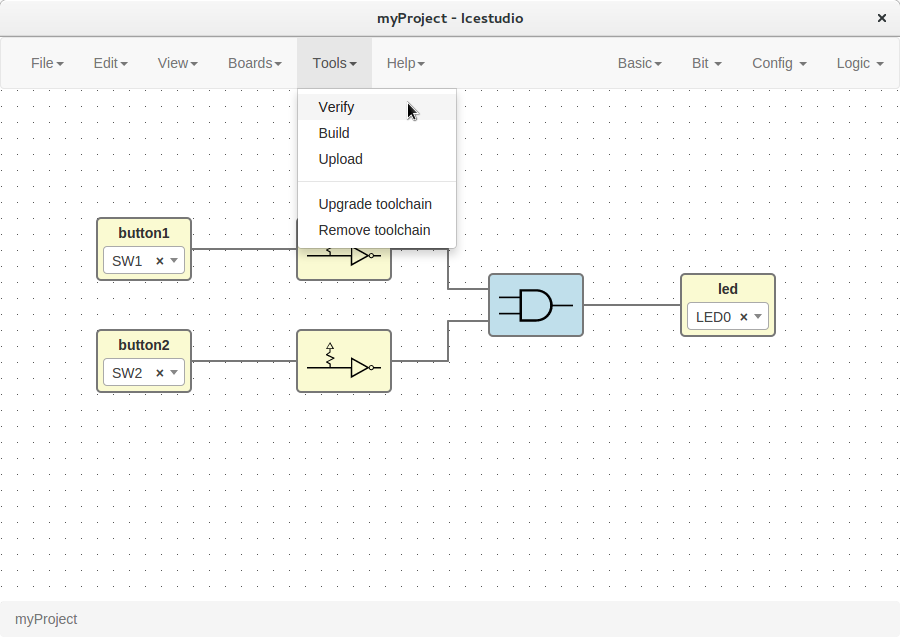 myProject - Icestudio
File Edit View Boards Tools Help Basic Bit Config Logic
Verify
Build
Upload
Upgrade toolchain
Remove toolchain
button1
SW1
button2
SW2
led
LED0
myProject